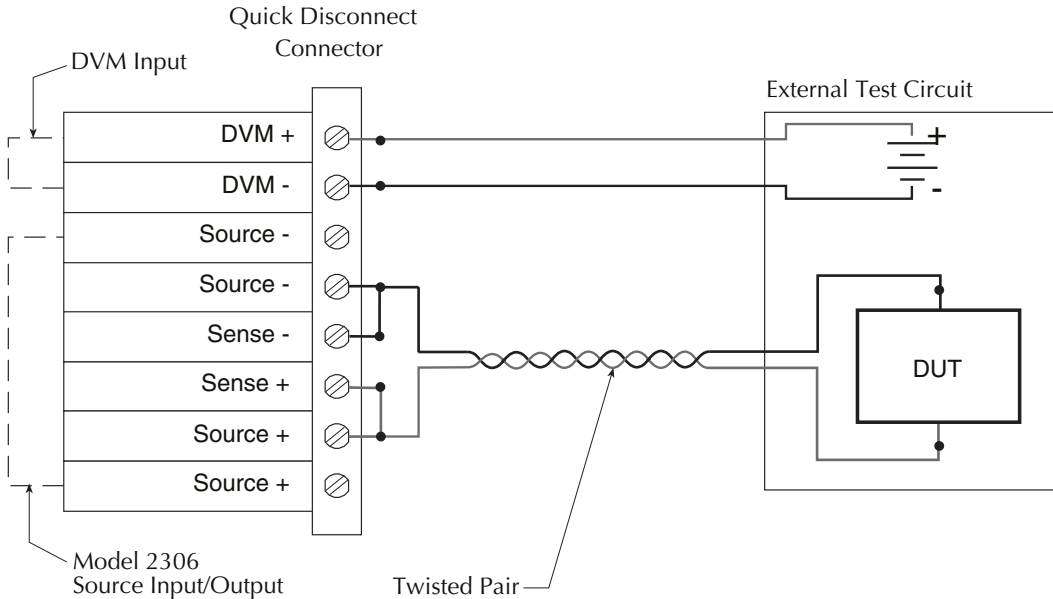 Quick Disconnect
Connector
DVM Input
External Test Circuit
DVM +
+
DVM -
-
Source -
Source -
Sense -
Sense +
DUT
Source +
Source +
Model 2306
Source Input/Output
Twisted Pair